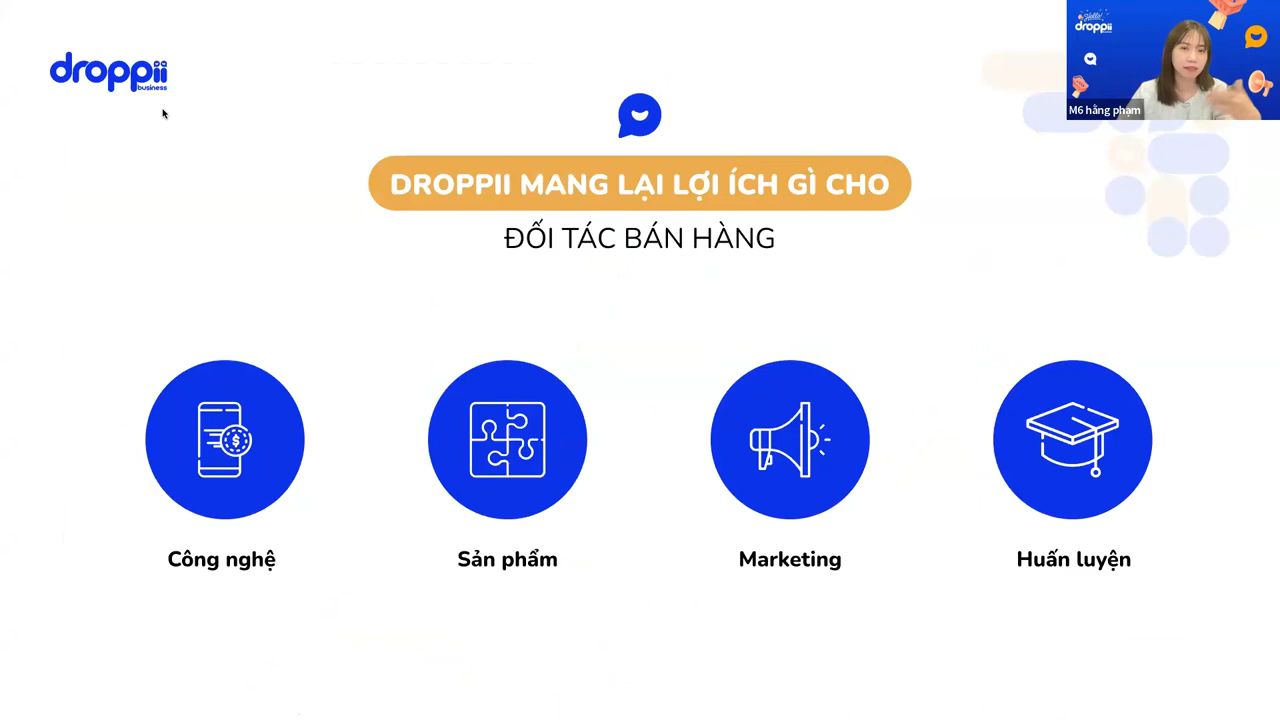 droppii
business
Hello!
droppii
M6 hằng phạm
DROPPII MANG LẠI LỢI ÍCH GÌ CHO
ĐỐI TÁC BÁN HÀNG
Công nghệ
Sản phẩm
Marketing
Huấn luyện